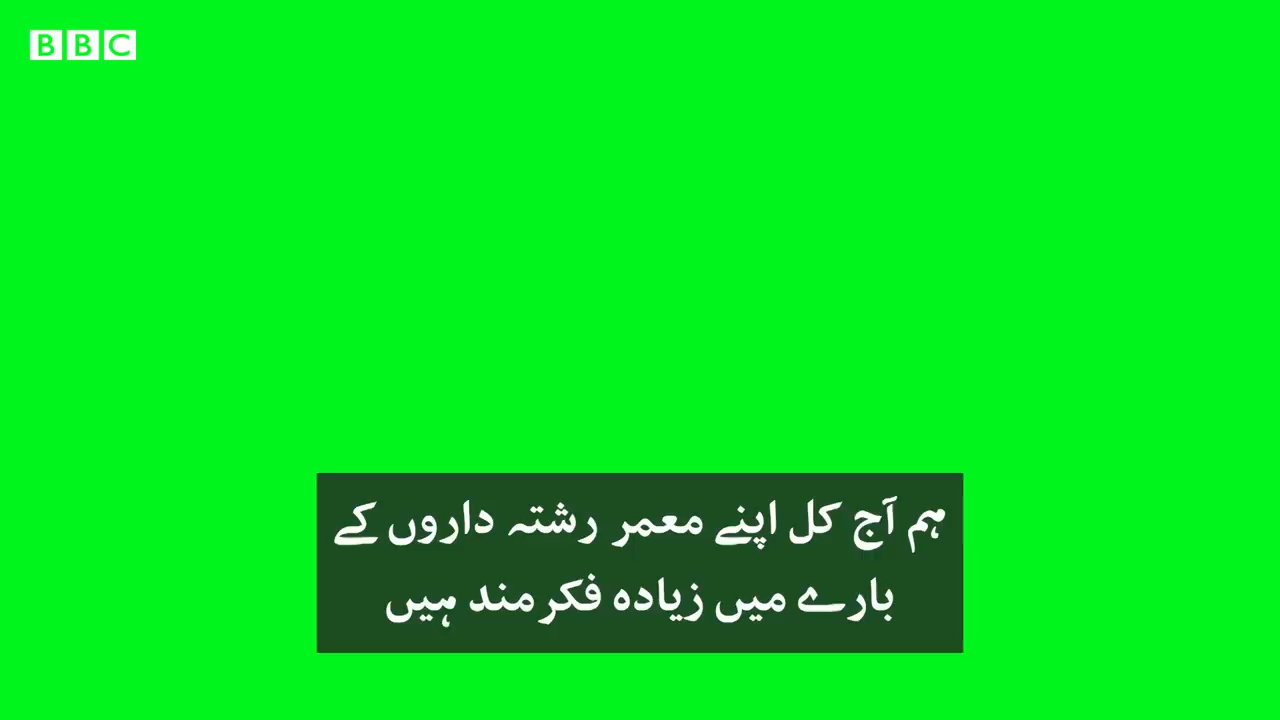 BBC
ہم آج کل اپنے معمر رشتہ داروں کے
بارے میں زیادہ فکرمند ہیں